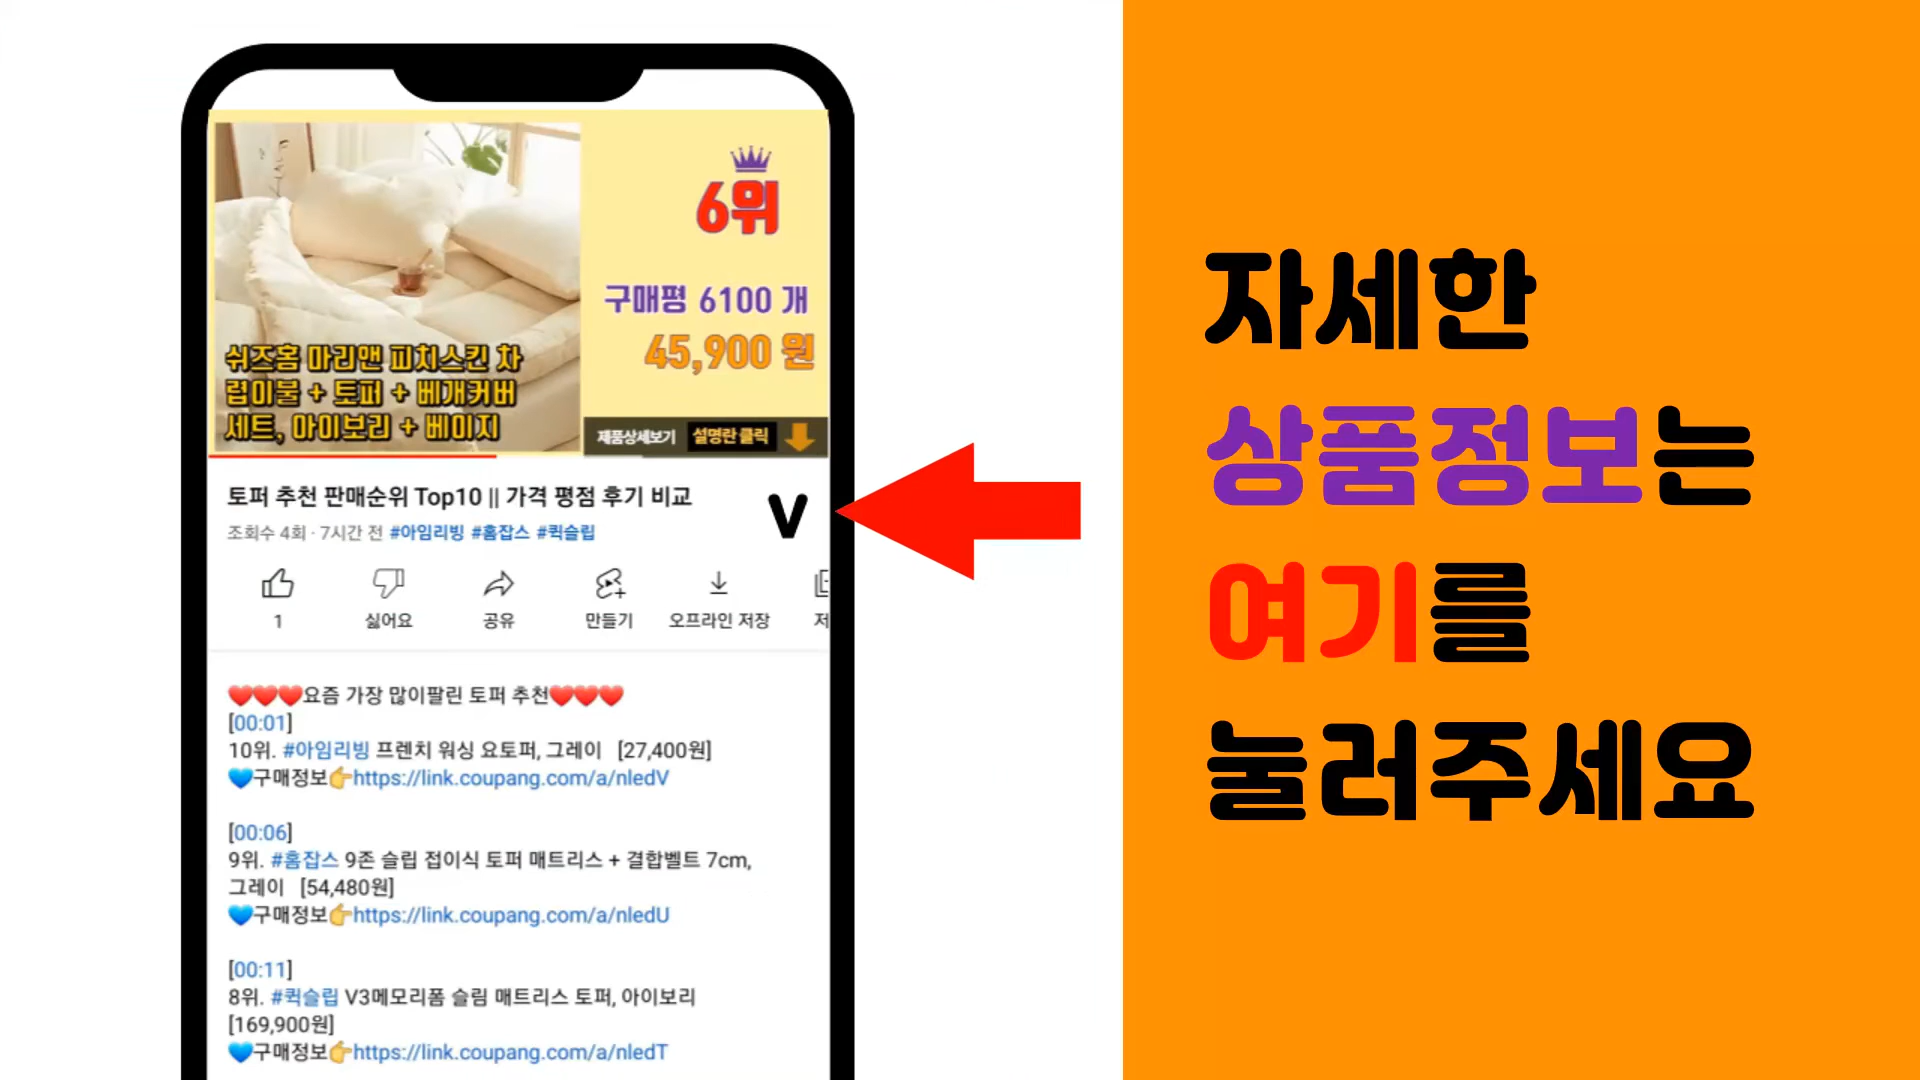 6위
구매평 6100 개
45,900 원
쉬즈홈 마리앤 피치스킨 차
렵이불 + 토퍼 + 베개커버
세트, 아이보리 + 베이지
제품상세보기 설명란 클릭
토퍼 추천 판매순위 Top10 || 가격 평점 후기 비교
V
조회수 4회 · 7시간 전 #아임리빙 #홈잡스 #퀵슬립
1 싫어요 공유 만들기 오프라인 저장 저
❤️❤️❤️요즘 가장 많이팔린 토퍼 추천❤️❤️❤️
[00:01]
10위. #아임리빙 프렌치 워싱 요토퍼, 그레이 [27,400원]
💙구매정보👉https://link.coupang.com/a/nledV
[00:06]
9위. #홈잡스 9존 슬립 접이식 토퍼 매트리스 + 결합벨트 7cm,
그레이 [54,480원]
💙구매정보👉https://link.coupang.com/a/nledU
[00:11]
8위. #퀵슬립 V3메모리폼 슬림 매트리스 토퍼, 아이보리
[169,900원]
💙구매정보👉https://link.coupang.com/a/nledT
자세한
상품정보는
여기를
눌러주세요